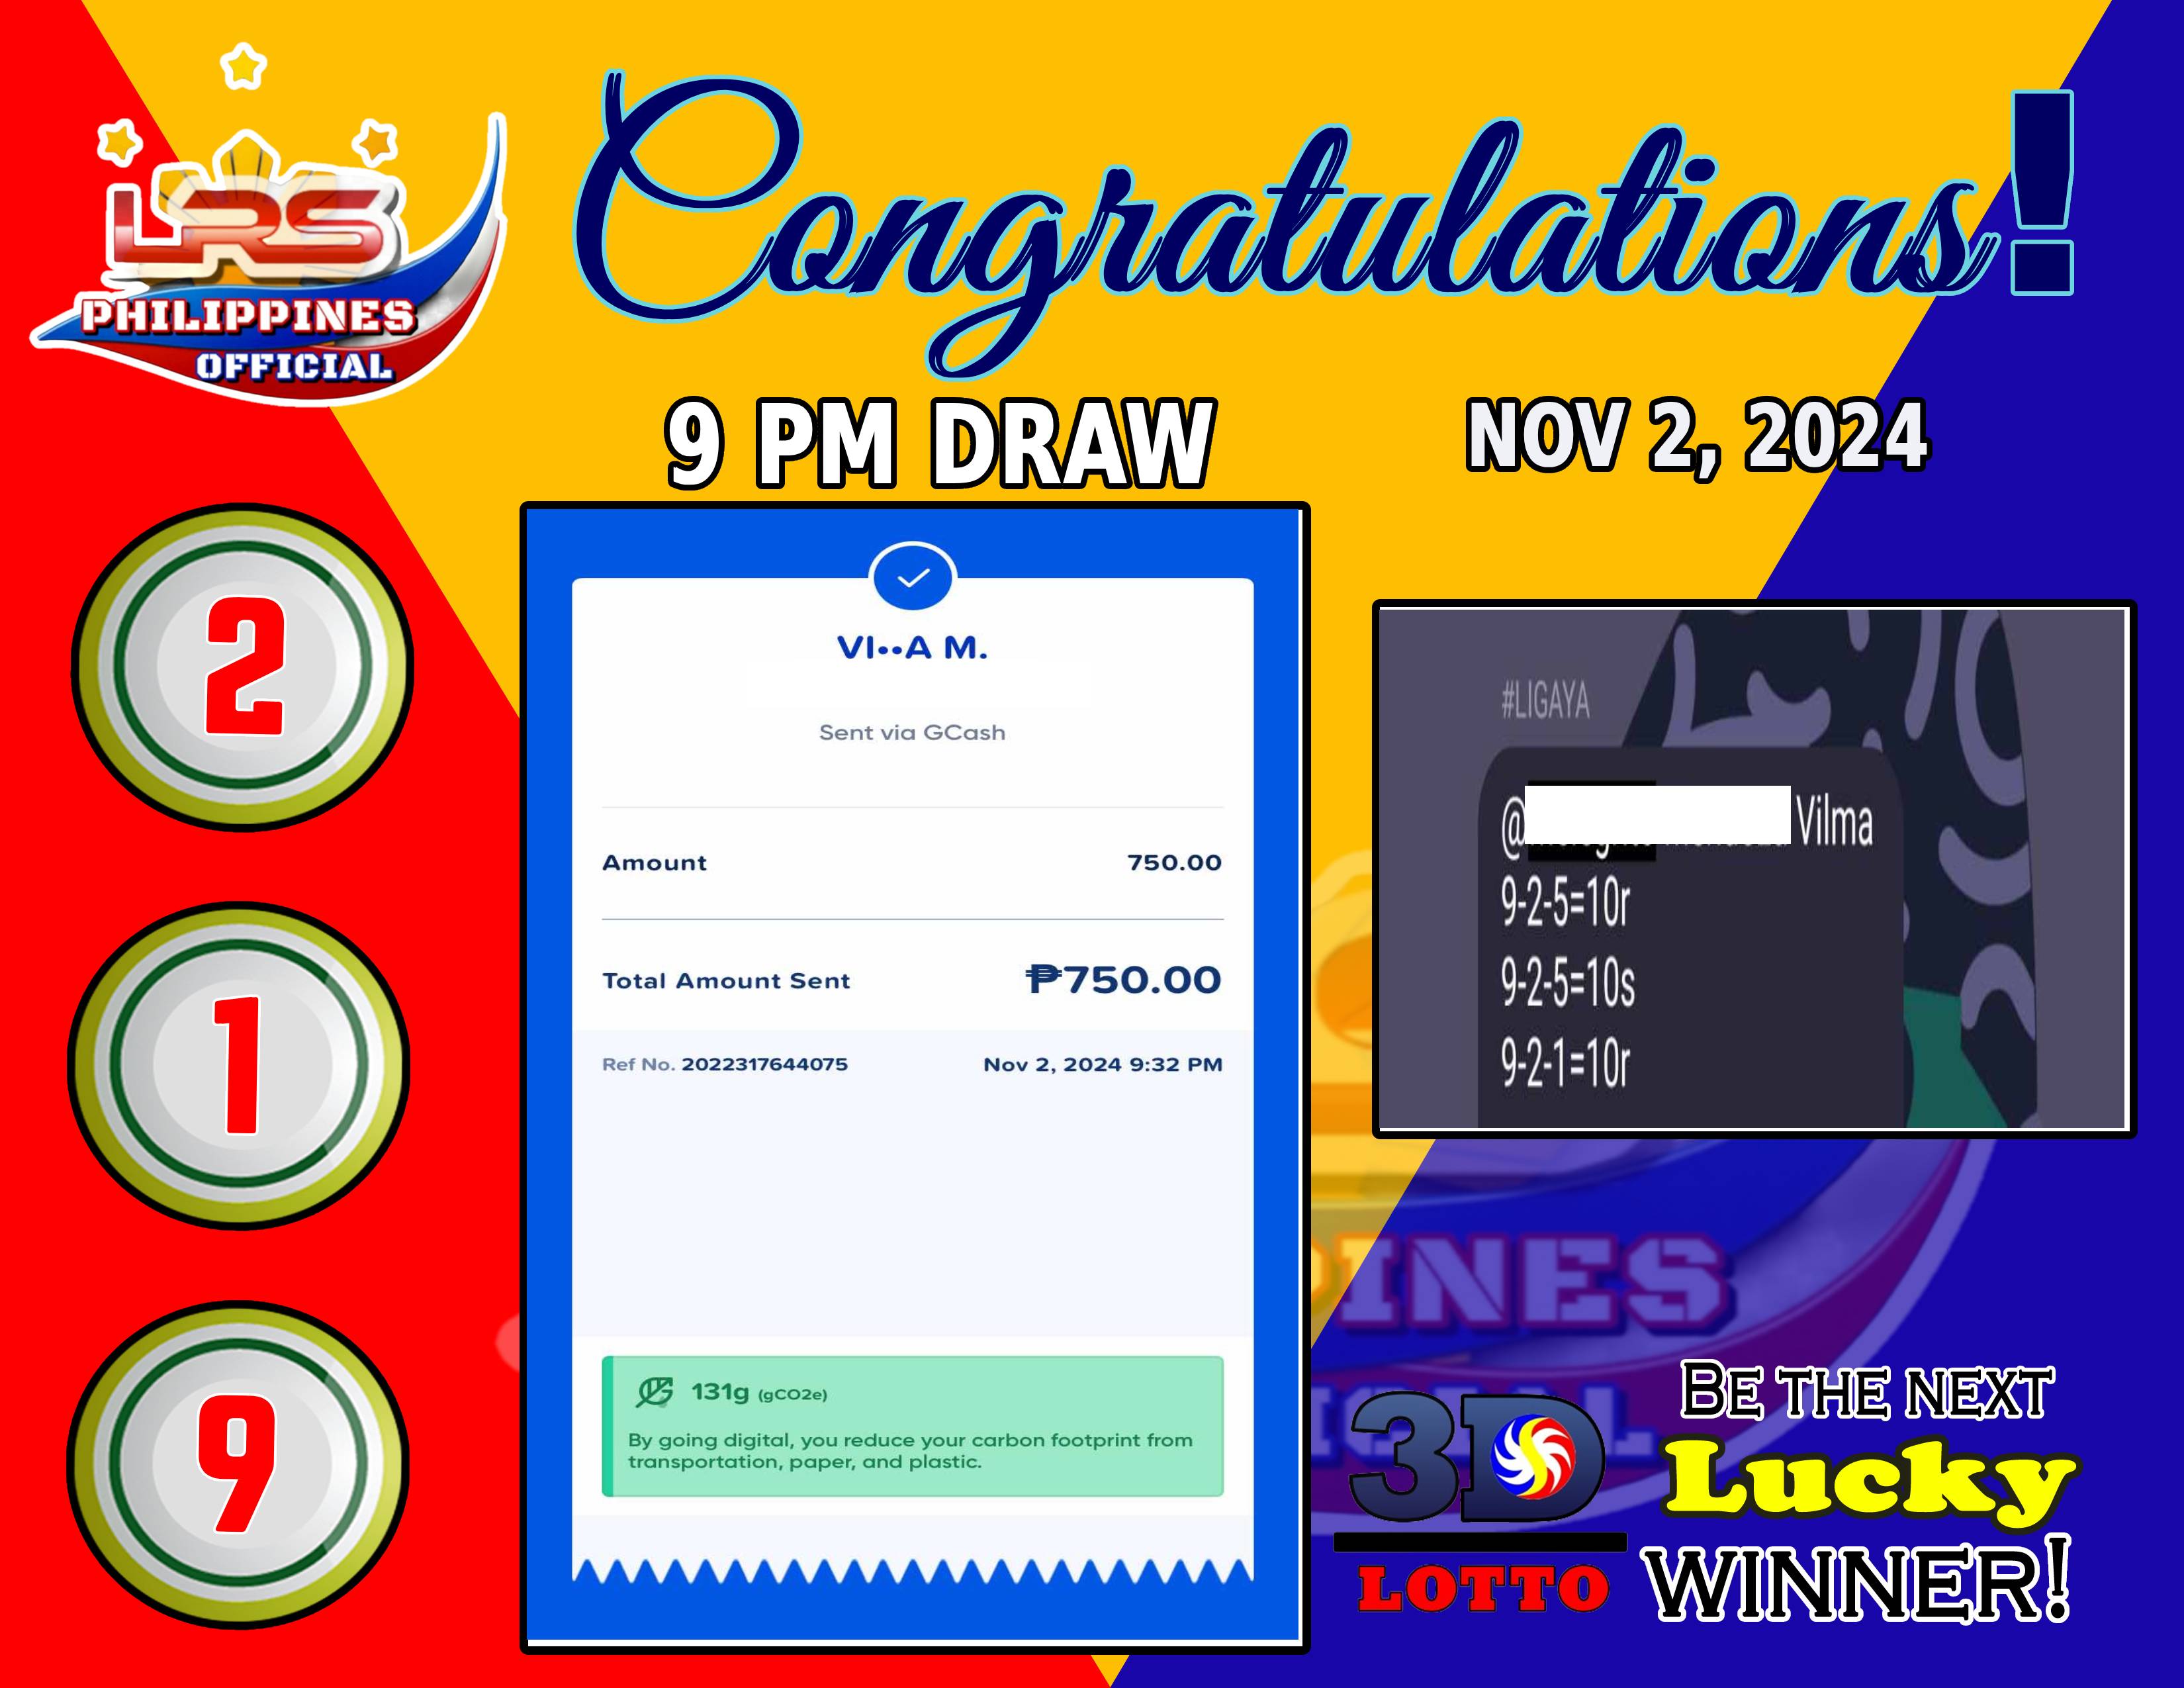 LRS
PHILIPPINES
OFFICIAL
Congratulations!
9 PM DRAW
NOV 2, 2024
2
1
9
VI••A M.
Sent via GCash
Amount 750.00
Total Amount Sent ₱750.00
Ref No. 2022317644075 Nov 2, 2024 9:32 PM
131g (gCO2e)
By going digital, you reduce your carbon footprint from
transportation, paper, and plastic.
#LIGAYA
@ Vilma
9-2-5=10r
9-2-5=10s
9-2-1=10r
PINES
3D
LOTTO
BE THE NEXT
Lucky
WINNER!